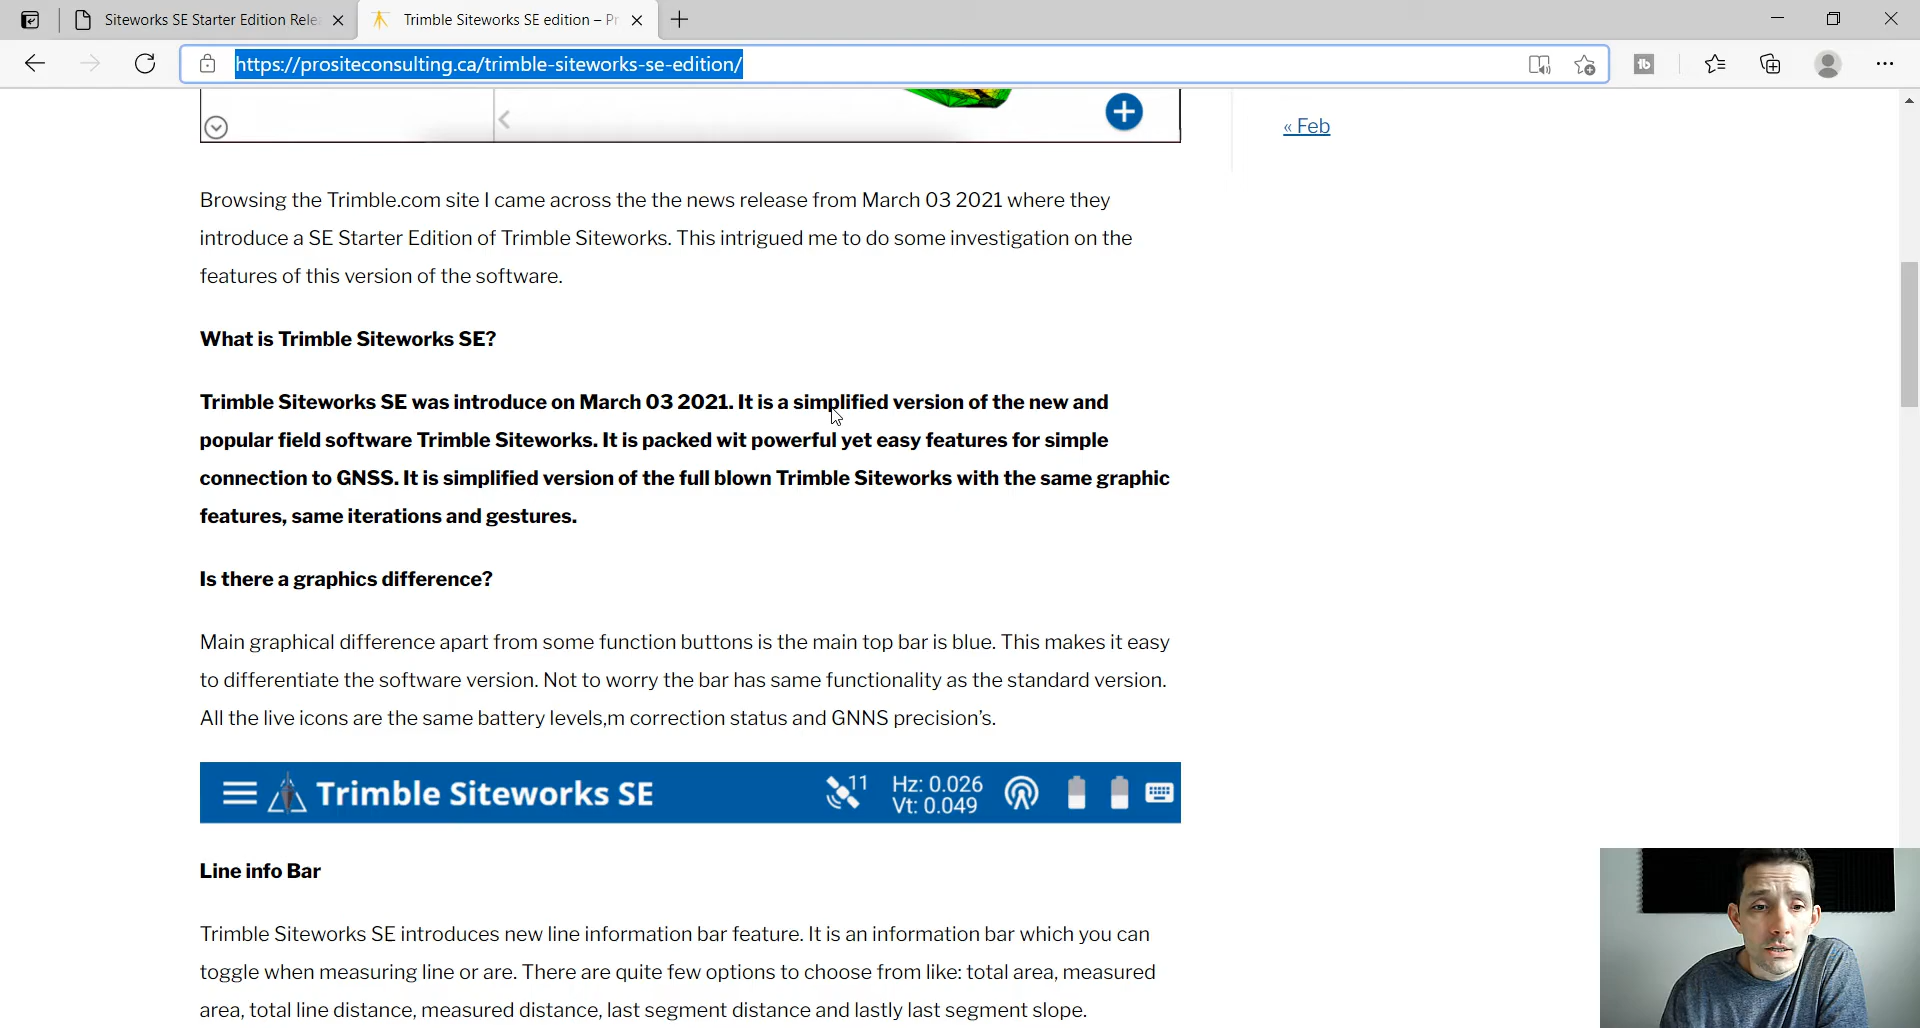 Siteworks SE Starter Edition Rele
Trimble Siteworks SE edition – Pr
https://prositeconsulting.ca/trimble-siteworks-se-edition/
« Feb
Browsing the Trimble.com site I came across the the news release from March 03 2021 where they
introduce a SE Starter Edition of Trimble Siteworks. This intrigued me to do some investigation on the
features of this version of the software.
What is Trimble Siteworks SE?
Trimble Siteworks SE was introduce on March 03 2021. It is a simplified version of the new and
popular field software Trimble Siteworks. It is packed wit powerful yet easy features for simple
connection to GNSS. It is simplified version of the full blown Trimble Siteworks with the same graphic
features, same iterations and gestures.
Is there a graphics difference?
Main graphical difference apart from some function buttons is the main top bar is blue. This makes it easy
to differentiate the software version. Not to worry the bar has same functionality as the standard version.
All the live icons are the same battery levels,m correction status and GNNS precision’s.
Trimble Siteworks SE
11
Hz: 0.026
Vt: 0.049
Line info Bar
Trimble Siteworks SE introduces new line information bar feature. It is an information bar which you can
toggle when measuring line or are. There are quite few options to choose from like: total area, measured
area, total line distance, measured distance, last segment distance and lastly last segment slope.